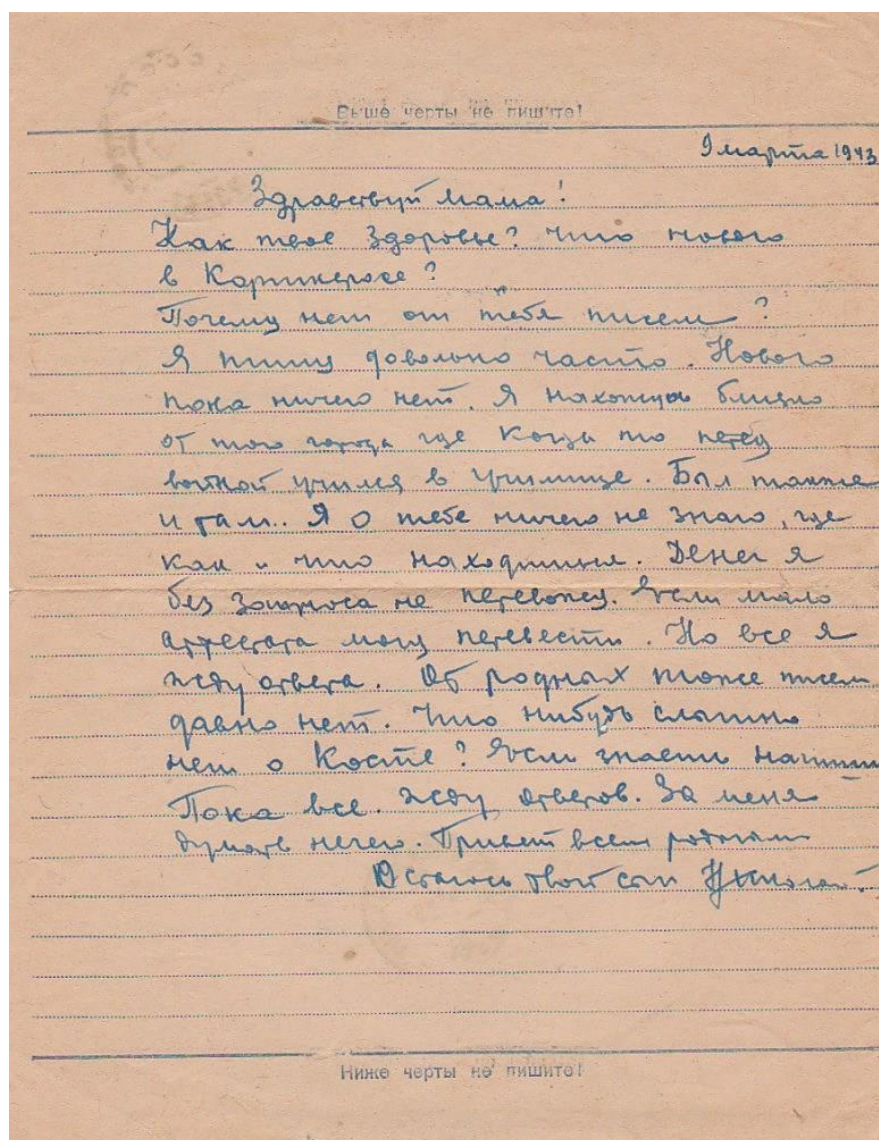 Выше черты не пишите!
9 марта 1943
Здравствуй мама!
Как твое здоровье? Что нового
в Корткеросе?
Почему нет от тебя писем?
Я пишу довольно часто. Нового
пока ничего нет. Я нахожусь близко
от того города где когда то перед
войной учился в училище. Был также
и там.. Я о тебе ничего не знаю, где
как и что находишься. Денег я
без запроса не перевожу. Если мало
аттестата могу перевести. Но все я
жду ответа. От родных тоже писем
давно нет. Что нибудь слышно
нет о Косте? Если знаешь напиши
Пока все. Жду ответов. За меня
думать нечего. Привет всем родным
Остаюсь твой сын Николай.
Ниже черты не пишите!